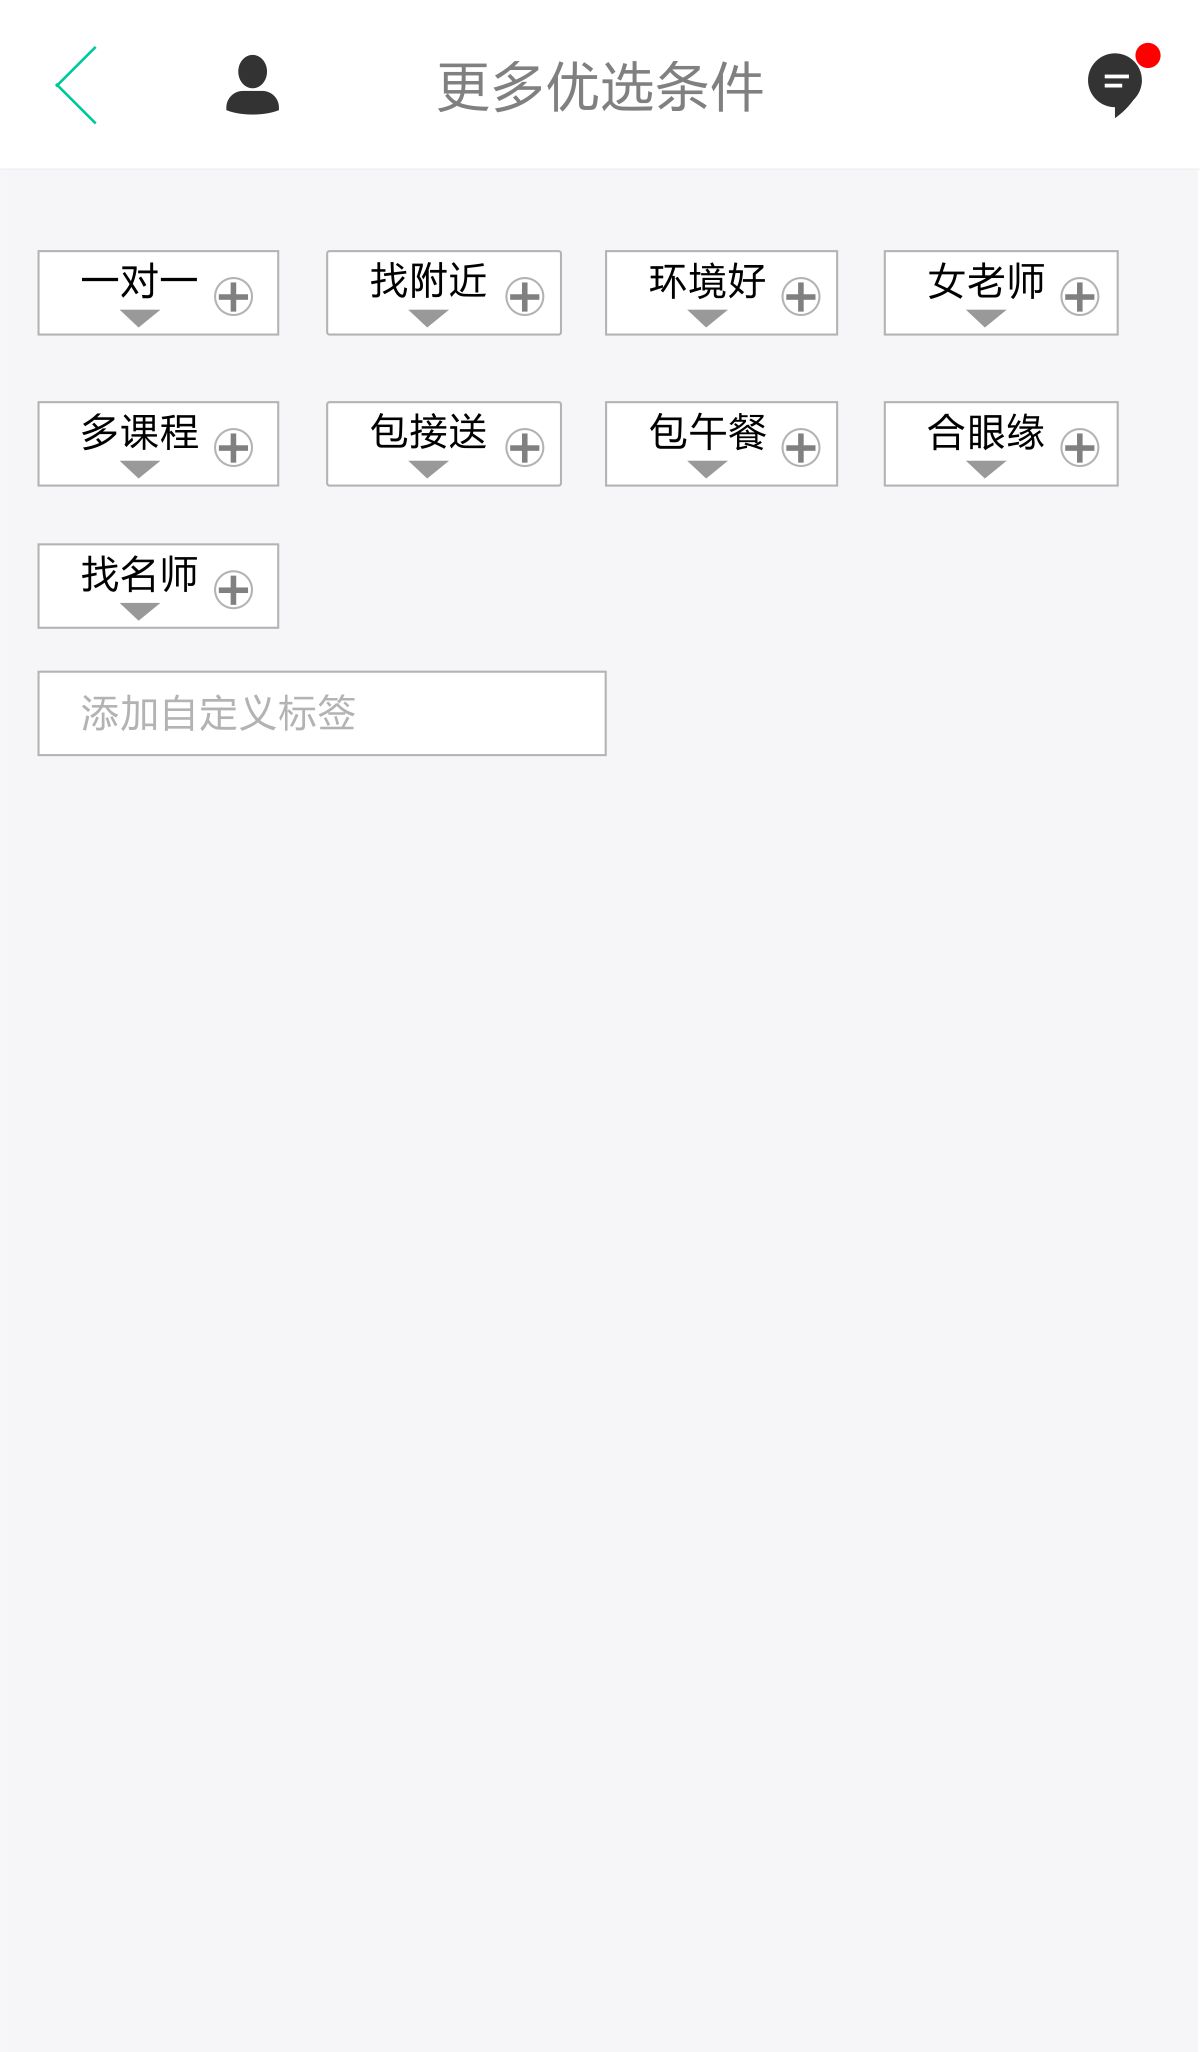 更多优选条件
一对一 找附近 环境好 女老师
多课程 包接送 包午餐 合眼缘
找名师
添加自定义标签